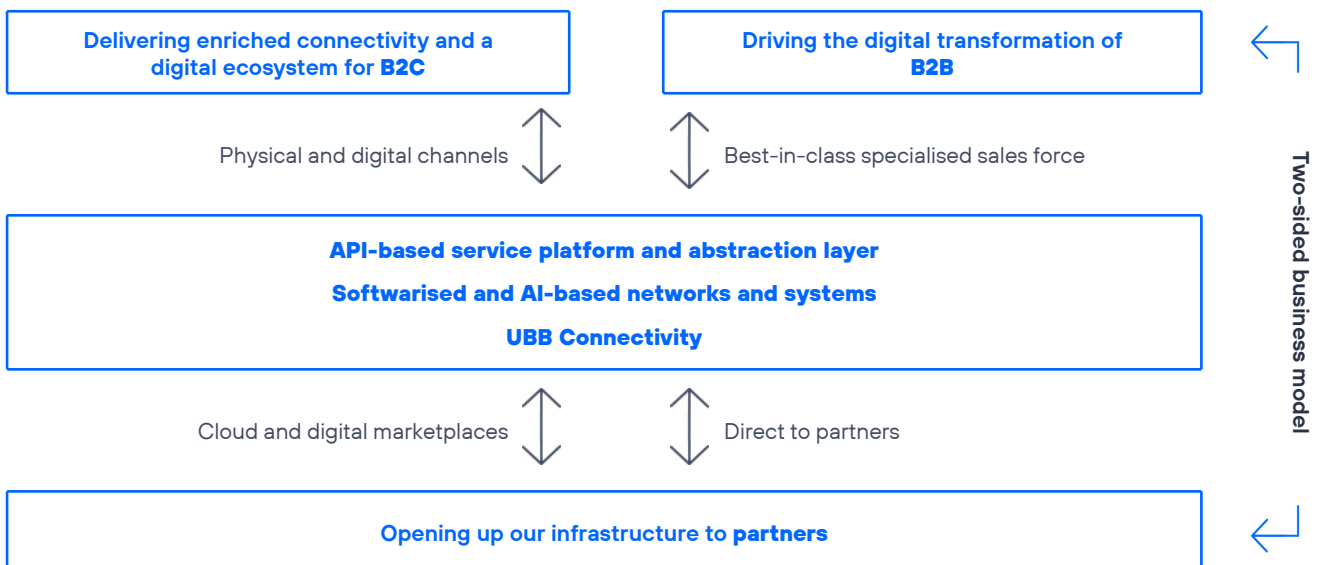 Delivering enriched connectivity and a
digital ecosystem for B2C
Driving the digital transformation of
B2B
Physical and digital channels
Best-in-class specialised sales force
API-based service platform and abstraction layer
Softwarised and AI-based networks and systems
UBB Connectivity
Cloud and digital marketplaces
Direct to partners
Opening up our infrastructure to partners
Two-sided business model